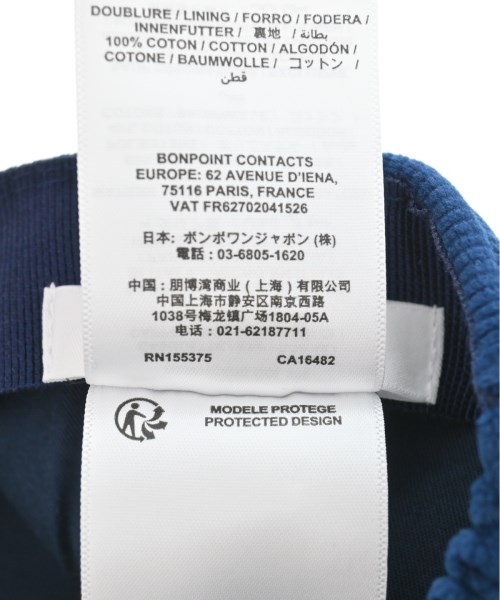 DOUBLURE / LINING / FORRO / FODERA /
INNENFUTTER / 裏地 / بطانة /
100% COTON / COTTON / ALGODÓN /
COTONE / BAUMWOLLE / コットン /
قطن
BONPOINT CONTACTS
EUROPE: 62 AVENUE D'IENA,
75116 PARIS, FRANCE
VAT FR62702041526
日本: ボンポワンジャポン (株)
電話 :03-6805-1620
中国: 朋博湾商业 ( 上海 ) 有限公司
中国上海市静安区南京西路
1038号梅龙镇广场1804-05A
电话 : 021-62187711
RN155375 CA16482
MODELE PROTEGE
PROTECTED DESIGN